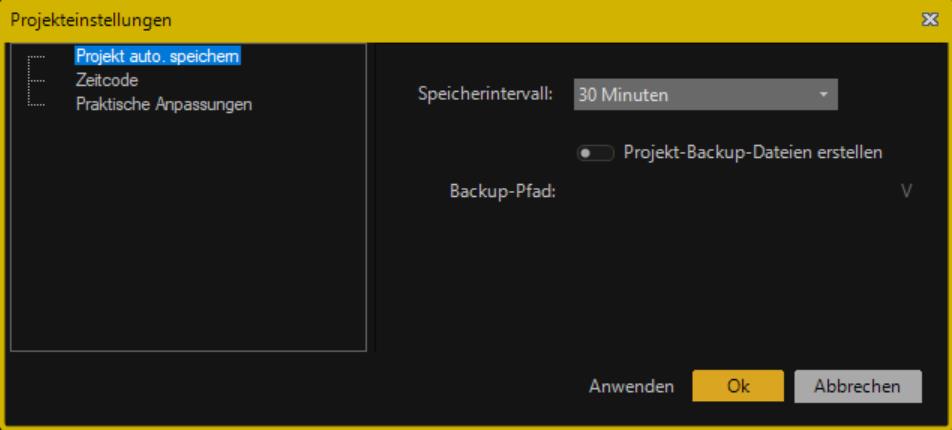 Projekteinstellungen
Projekt auto. speichern
Zeitcode
Praktische Anpassungen
Speicherintervall: 30 Minuten
Projekt-Backup-Dateien erstellen
Backup-Pfad: V
Anwenden Ok Abbrechen